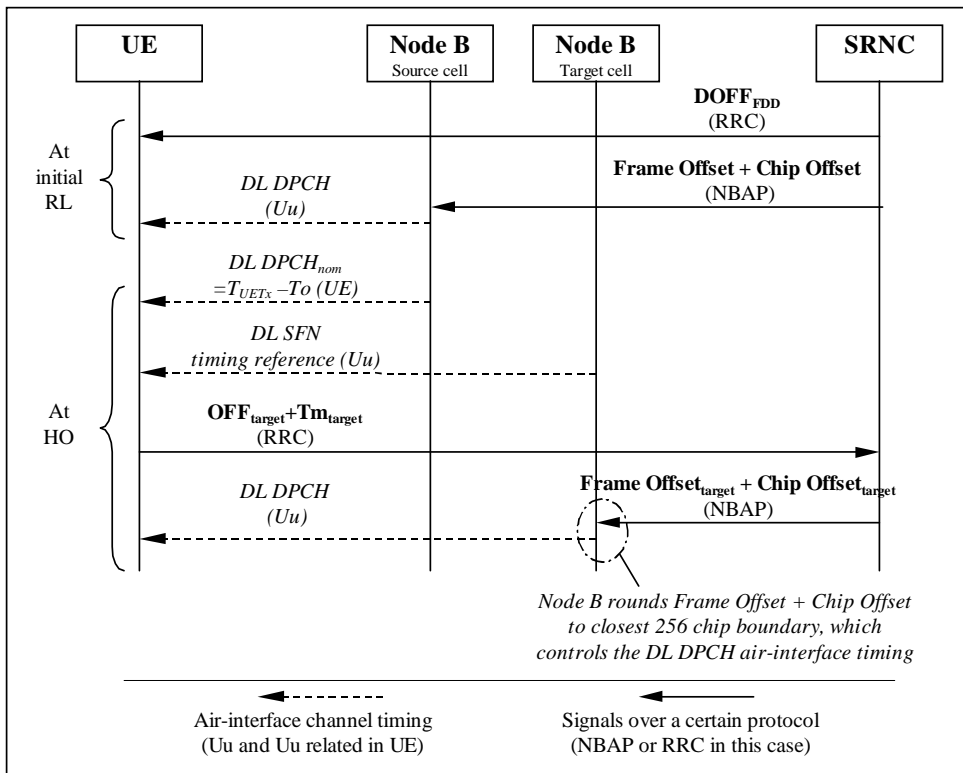 UE
Node B
Source cell
Node B
Target cell
SRNC
DOFF_FDD
(RRC)
At
initial
RL
Frame Offset + Chip Offset
(NBAP)
DL DPCH
(Uu)
DL DPCH_nom
=T_UETx –To (UE)
DL SFN
timing reference (Uu)
At
HO
OFF_target+Tm_target
(RRC)
Frame Offset_target + Chip Offset_target
(NBAP)
DL DPCH
(Uu)
Node B rounds Frame Offset + Chip Offset
to closest 256 chip boundary, which
controls the DL DPCH air-interface timing
Air-interface channel timing
(Uu and Uu related in UE)
Signals over a certain protocol
(NBAP or RRC in this case)